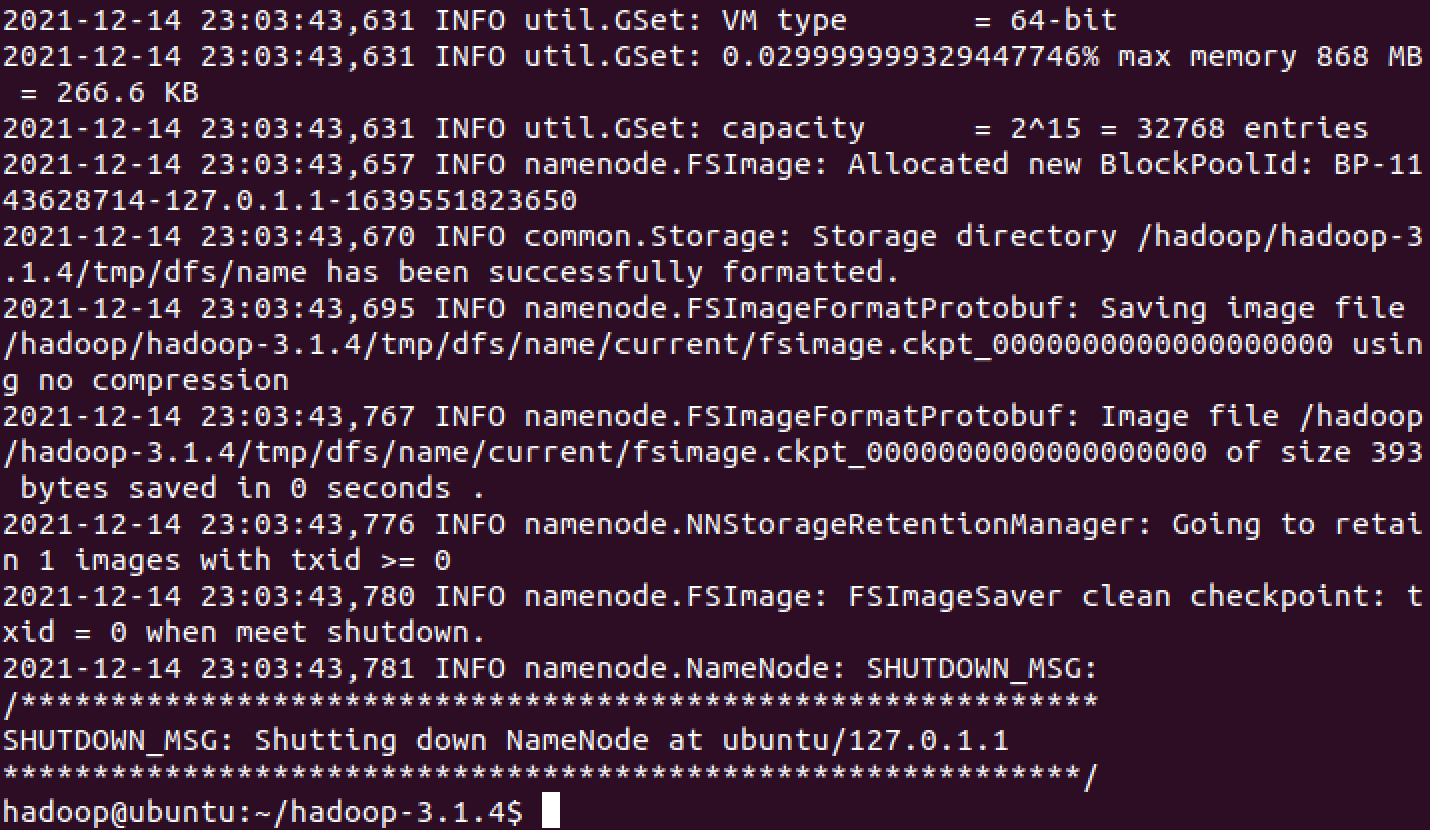 2021-12-14 23:03:43,631 INFO util.GSet: VM type       = 64-bit
2021-12-14 23:03:43,631 INFO util.GSet: 0.029999999329447746% max memory 868 MB
 = 266.6 KB
2021-12-14 23:03:43,631 INFO util.GSet: capacity      = 2^15 = 32768 entries
2021-12-14 23:03:43,657 INFO namenode.FSImage: Allocated new BlockPoolId: BP-11
43628714-127.0.1.1-1639551823650
2021-12-14 23:03:43,670 INFO common.Storage: Storage directory /hadoop/hadoop-3
.1.4/tmp/dfs/name has been successfully formatted.
2021-12-14 23:03:43,695 INFO namenode.FSImageFormatProtobuf: Saving image file
/hadoop/hadoop-3.1.4/tmp/dfs/name/current/fsimage.ckpt_0000000000000000000 usin
g no compression
2021-12-14 23:03:43,767 INFO namenode.FSImageFormatProtobuf: Image file /hadoop
/hadoop-3.1.4/tmp/dfs/name/current/fsimage.ckpt_0000000000000000000 of size 393
 bytes saved in 0 seconds .
2021-12-14 23:03:43,776 INFO namenode.NNStorageRetentionManager: Going to retai
n 1 images with txid >= 0
2021-12-14 23:03:43,780 INFO namenode.FSImage: FSImageSaver clean checkpoint: t
xid = 0 when meet shutdown.
2021-12-14 23:03:43,781 INFO namenode.NameNode: SHUTDOWN_MSG:
/************************************************************
SHUTDOWN_MSG: Shutting down NameNode at ubuntu/127.0.1.1
************************************************************/
hadoop@ubuntu:~/hadoop-3.1.4$